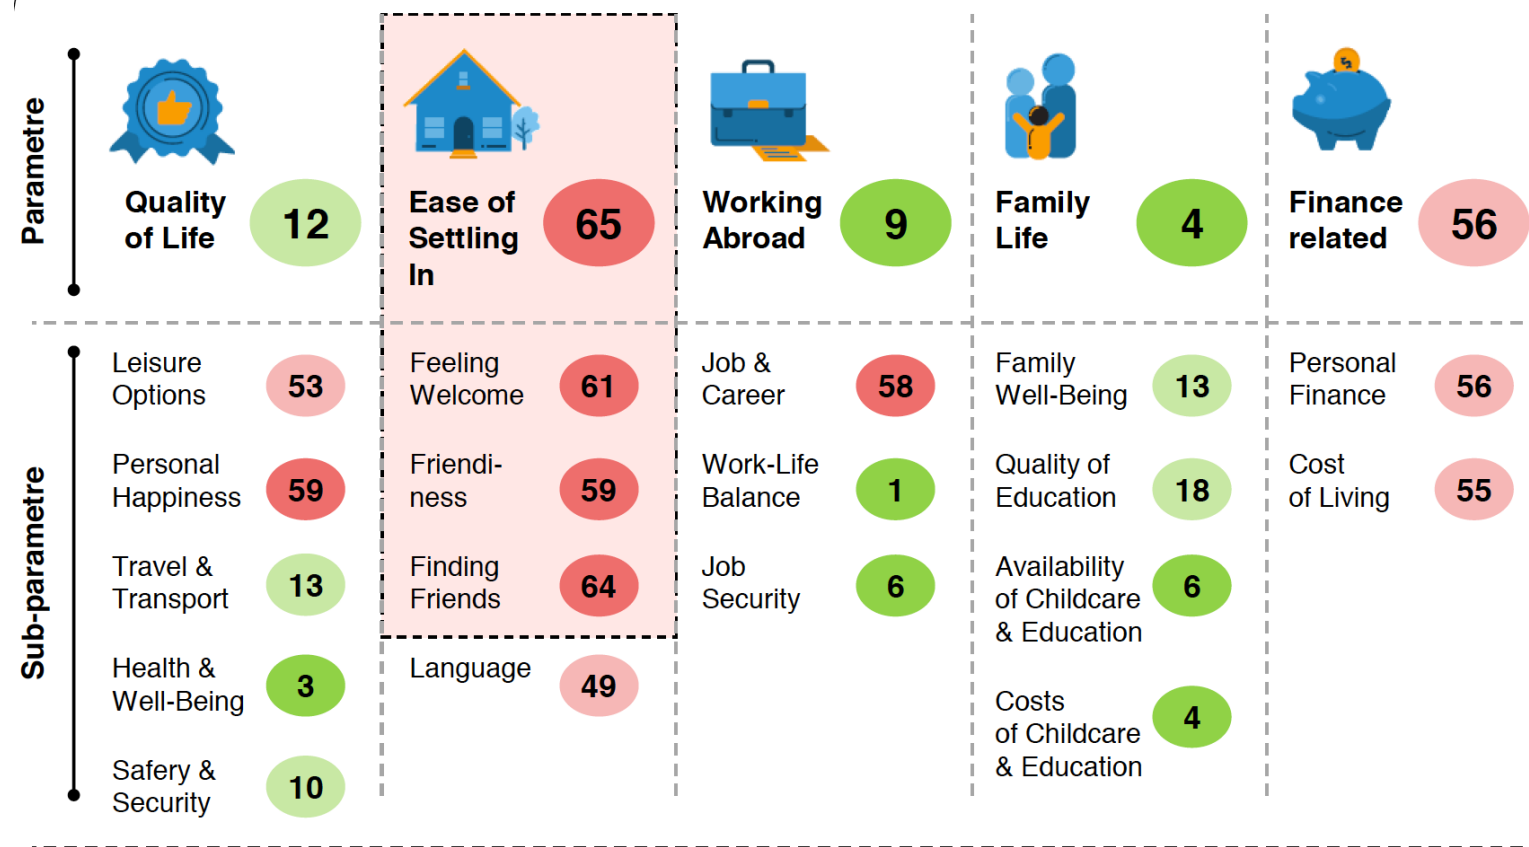 Parametre
Quality
of Life
12
Ease of
Settling
In
65
Working
Abroad
9
Family
Life
4
Finance
related
56
Sub-parametre
Leisure
Options
53
Personal
Happiness
59
Travel &
Transport
13
Health &
Well-Being
3
Safery &
Security
10
Feeling
Welcome
61
Friendi-
ness
59
Finding
Friends
64
Language
49
Job &
Career
58
Work-Life
Balance
1
Job
Security
6
Family
Well-Being
13
Quality of
Education
18
Availability
of Childcare
& Education
6
Costs
of Childcare
& Education
4
Personal
Finance
56
Cost
of Living
55